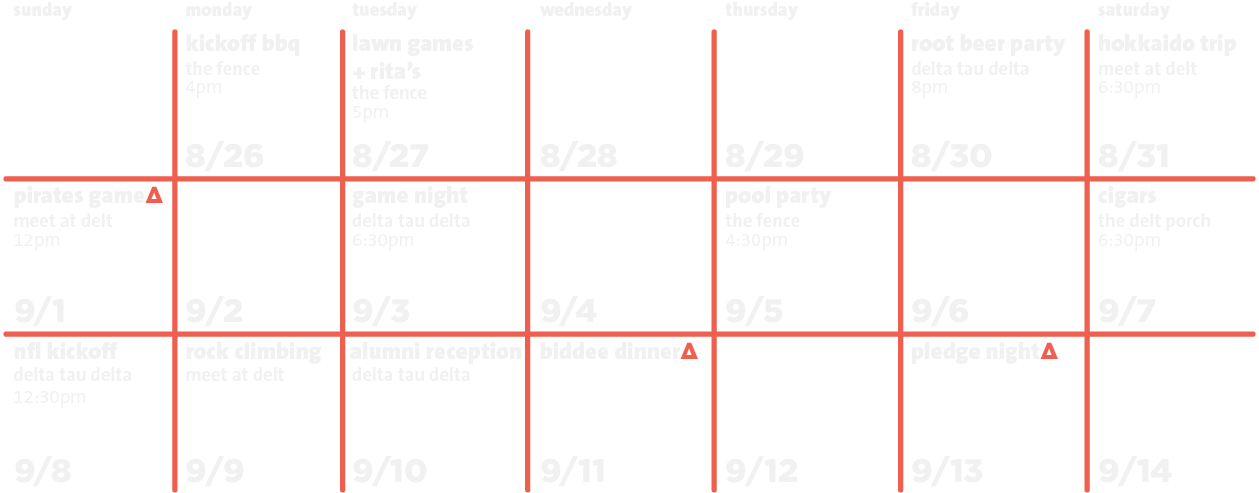 sunday monday tuesday wednesday thursday friday saturday
kickoff bbq
the fence
4pm
8/26
lawn games
+ rita's
the fence
5pm
8/27
8/28
8/29
root beer party
delta tau delta
8pm
8/30
hokkaido trip
meet at delt
6:30pm
8/31
pirates game Δ
meet at delt
12pm
9/1
9/2
game night
delta tau delta
6:30pm
9/3
9/4
pool party
the fence
4:30pm
9/5
9/6
cigars
the delt porch
6:30pm
9/7
nfl kickoff
delta tau delta
12:30pm
9/8
rock climbing
meet at delt
9/9
alumni reception
delta tau delta
9/10
biddee dinner Δ
9/11
9/12
pledge night Δ
9/13
9/14